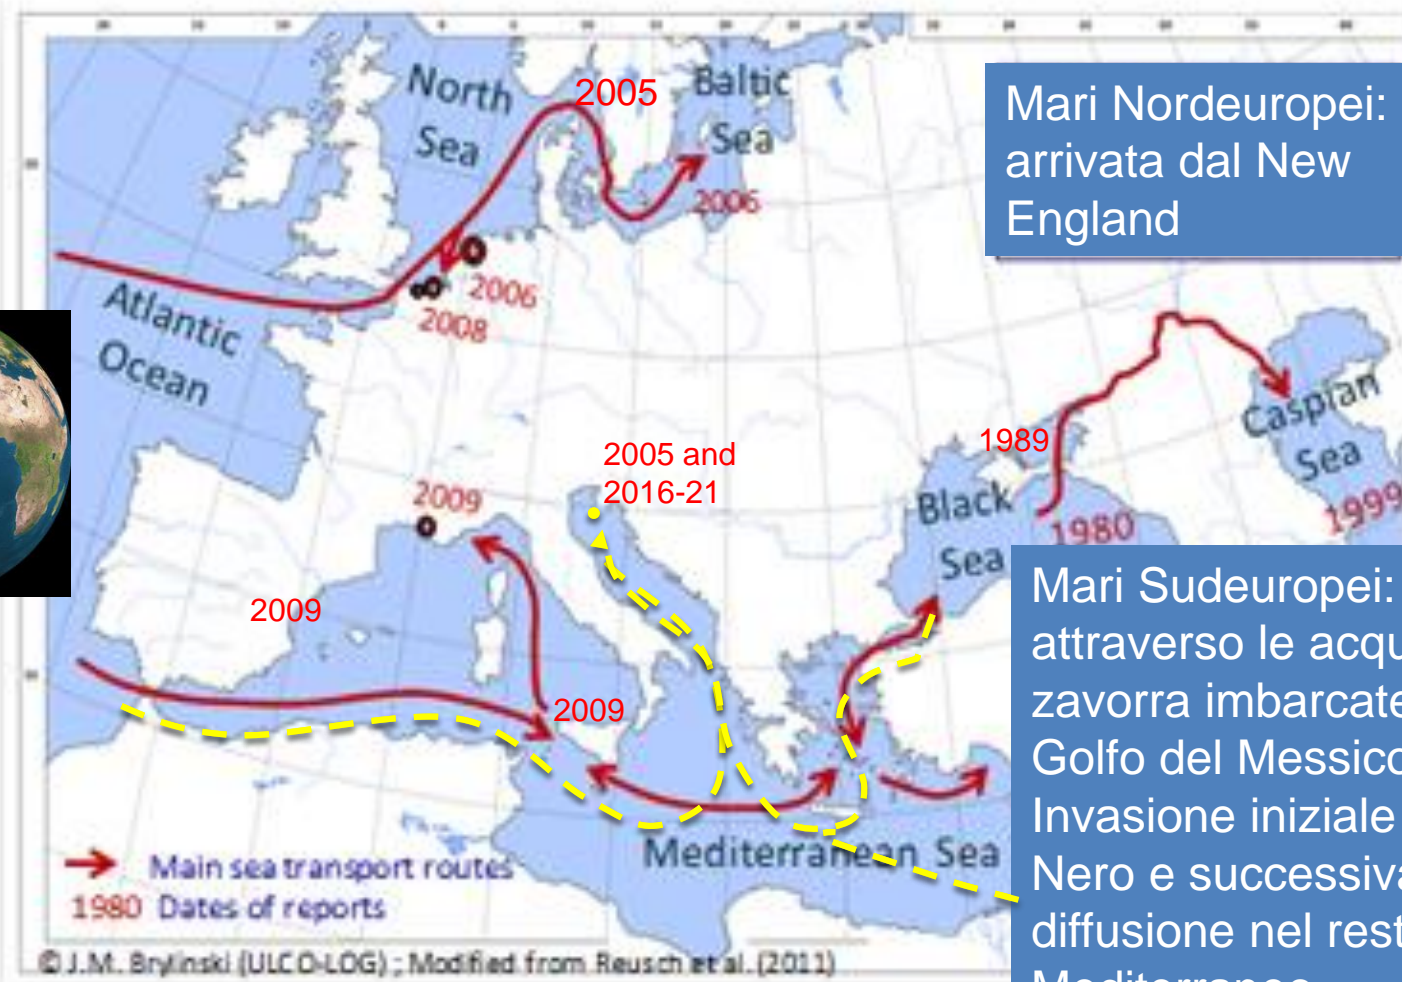 North
Sea
2005
Baltic
Sea
2006
Mari Nordeuropei:
arrivata dal New
England
Atlantic
Ocean
2006
2008
2009
2005 and
2016-21
1989
Black
Sea
1980
Caspian
Sea
1999
2009
2009
Mari Sudeuropei:
attraverso le acqu
zavorra imbarcate
Golfo del Messico
Invasione iniziale
Nero e successiva
diffusione nel rest
Mediterraneo
Mediterranean Sea
Main sea transport routes
1980 Dates of reports
© J.M. Brylinski (ULCO-LOG) ; Modified from Reusch et al. (2011)